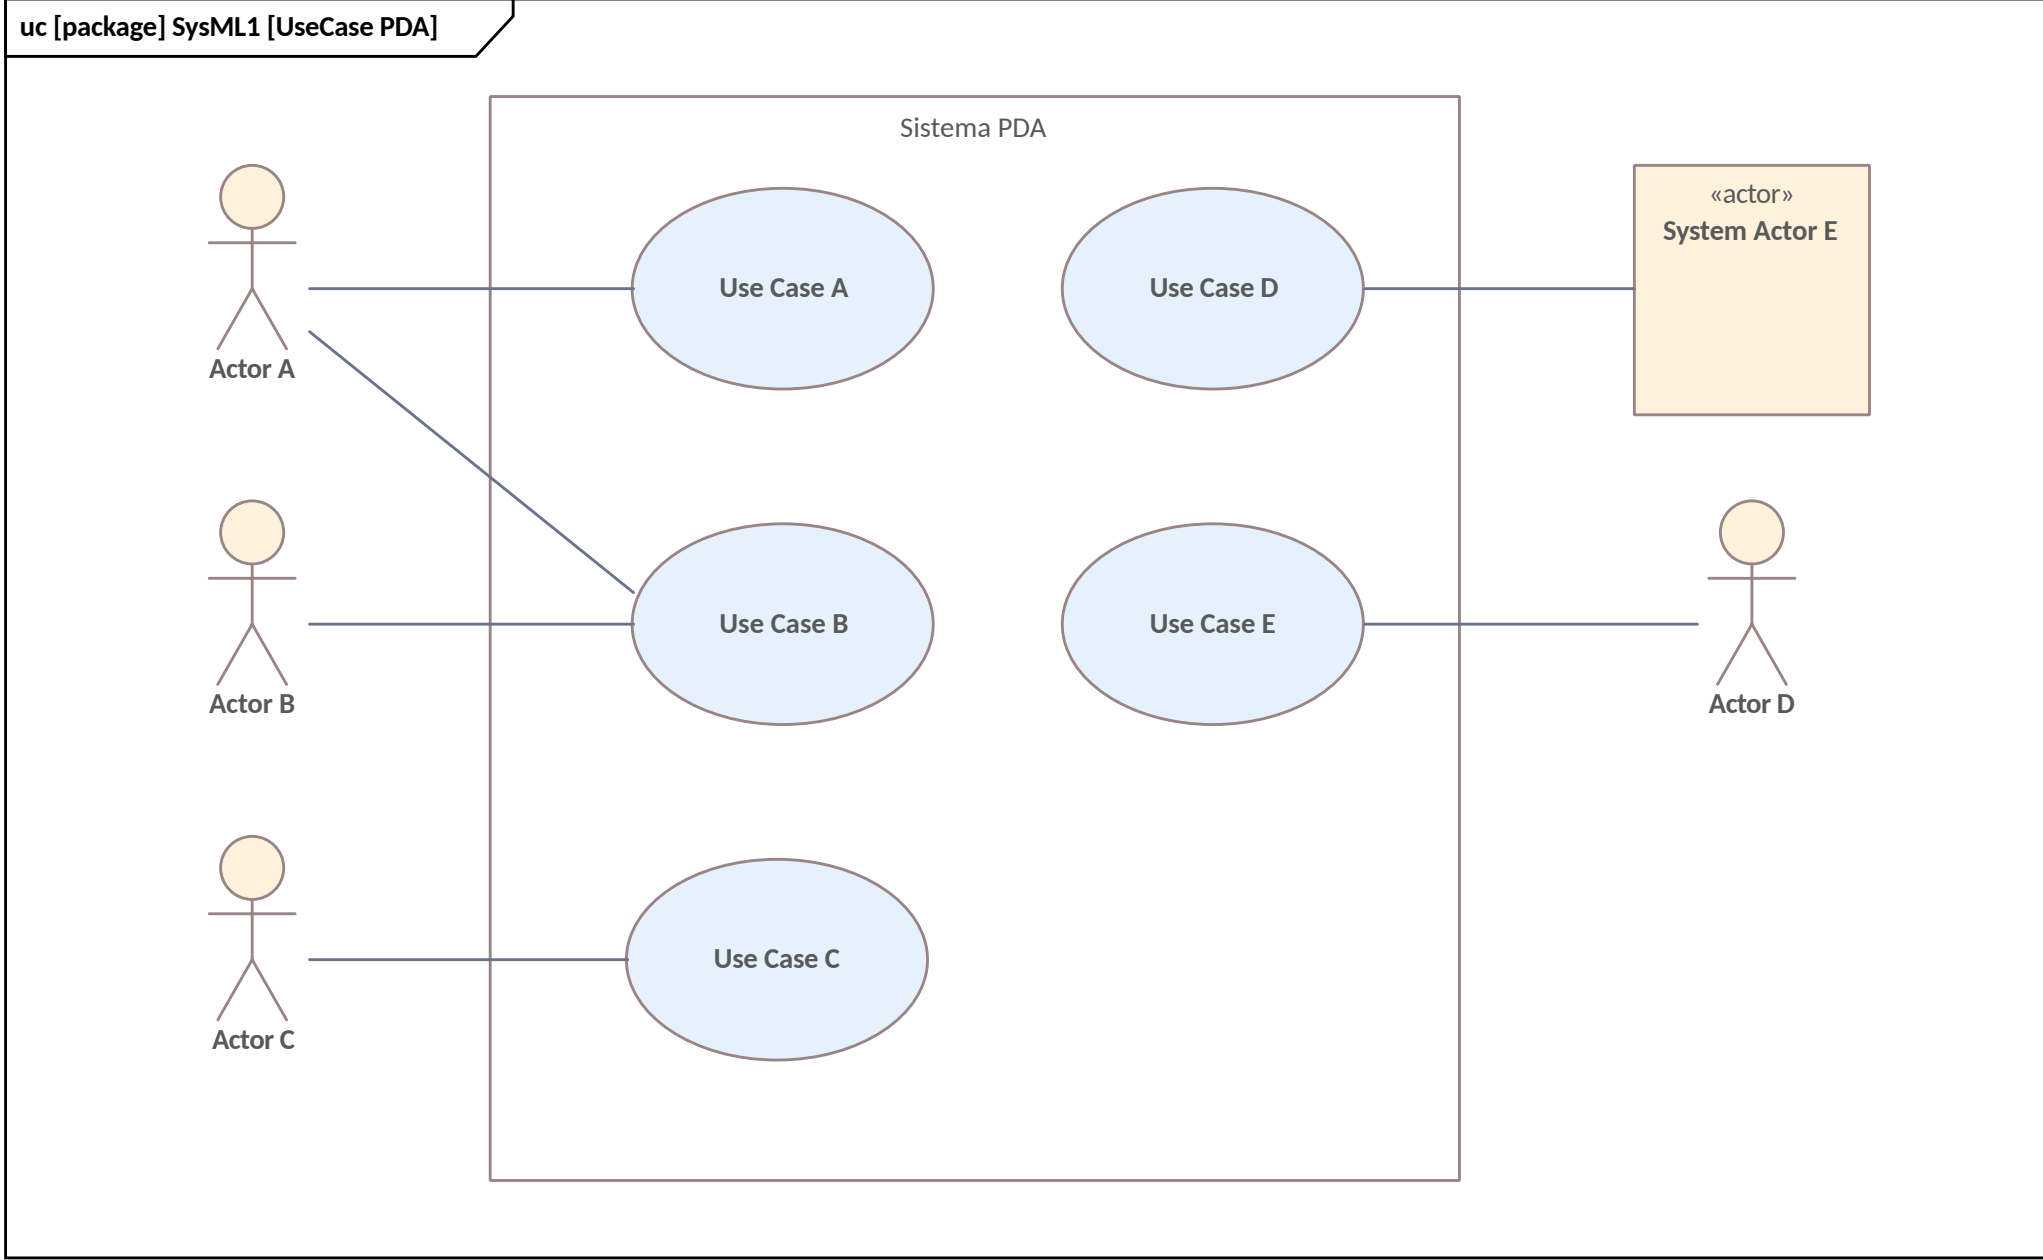 uc [package] SysML1 [UseCase PDA]
Sistema PDA
«actor»
System Actor E
Use Case A
Use Case D
Actor A
Use Case B
Use Case E
Actor B
Actor D
Use Case C
Actor C